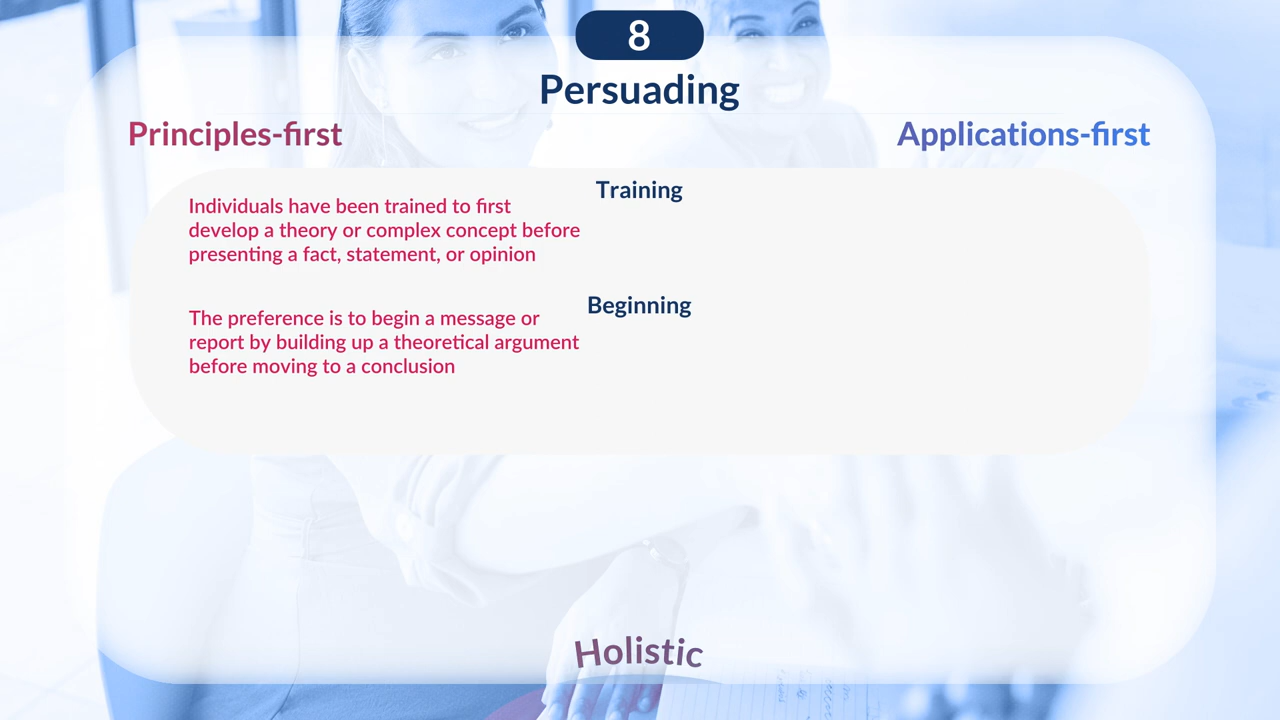 8
Persuading
Principles-first
Applications-first
Training
Individuals have been trained to first
develop a theory or complex concept before
presenting a fact, statement, or opinion
Beginning
The preference is to begin a message or
report by building up a theoretical argument
before moving to a conclusion
Holistic